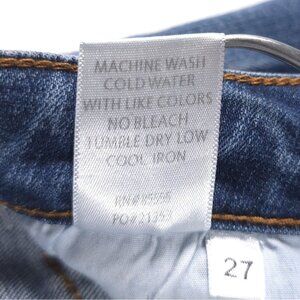 MACHINE WASH
COLD WATER
WITH LIKE COLORS
NO BLEACH
TUMBLE DRY LOW
COOL IRON
27